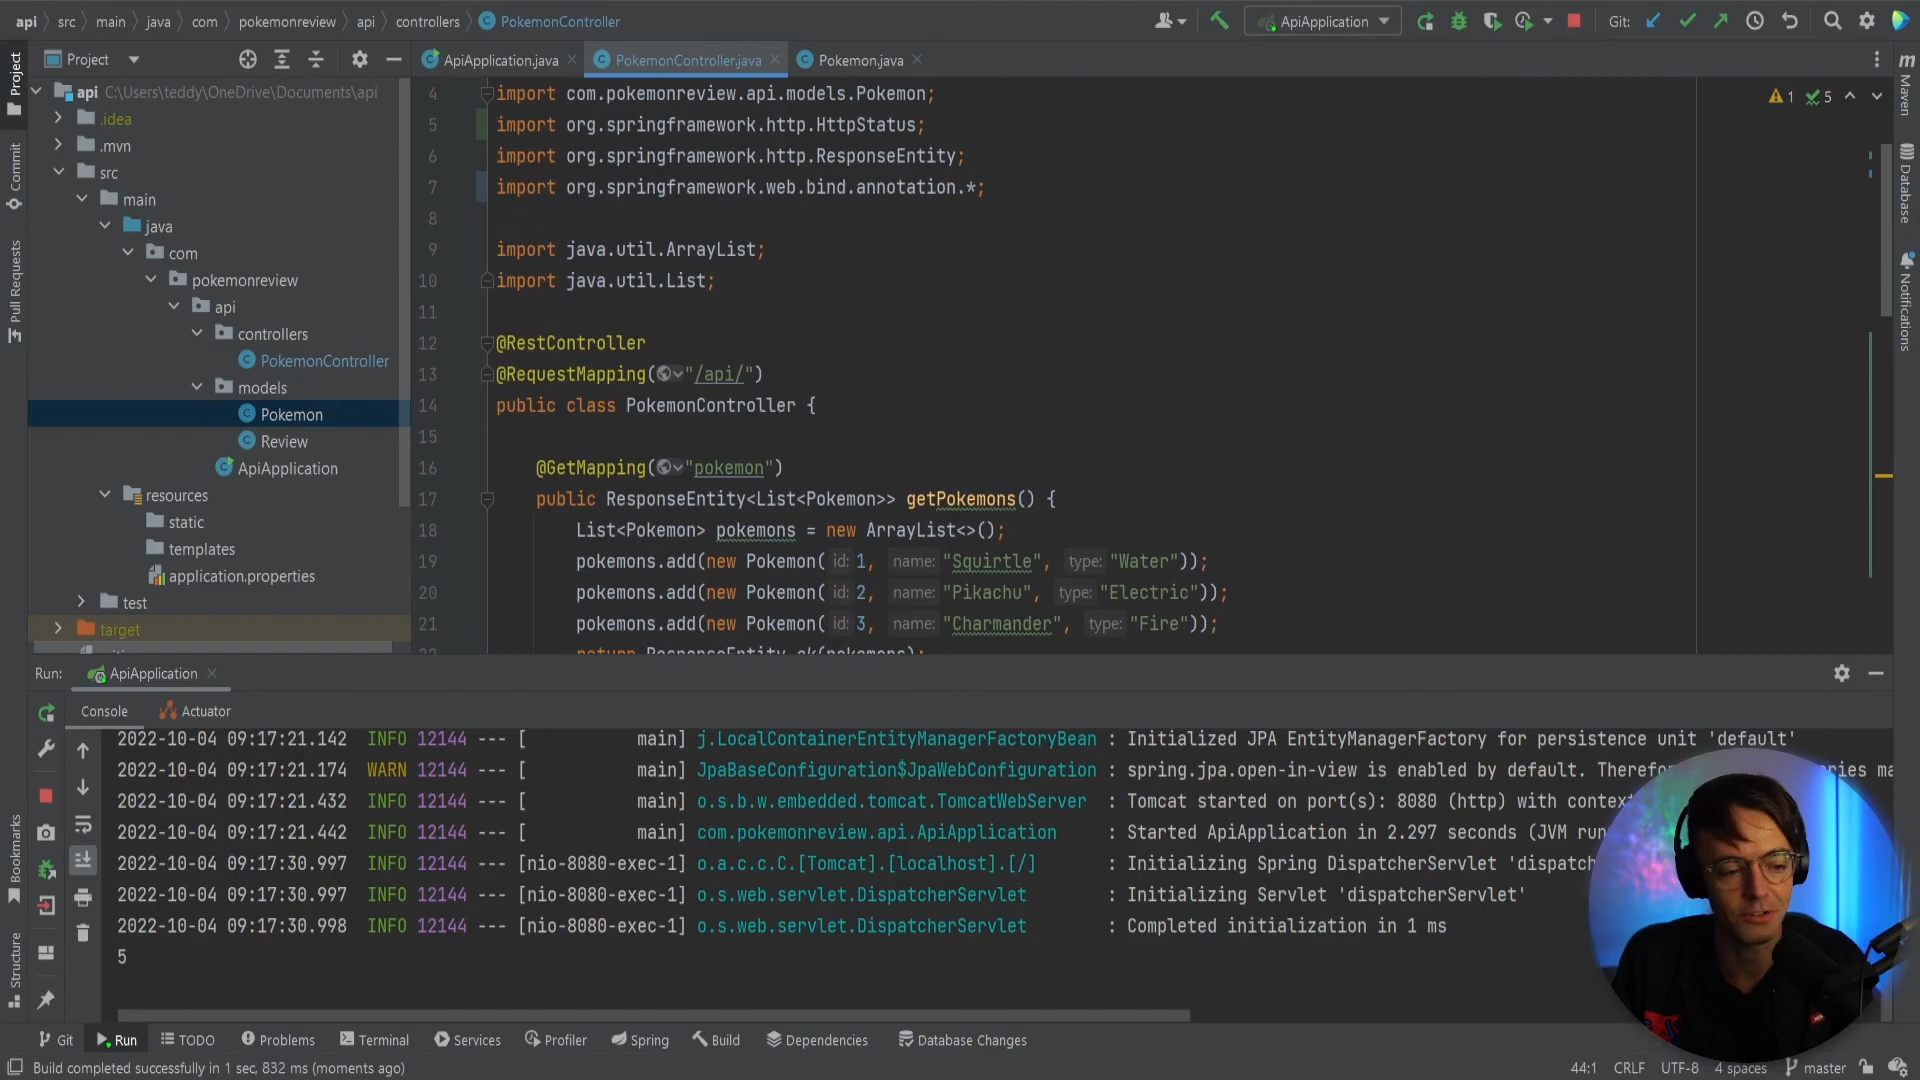 api src main java com pokemonreview api controllers PokemonController
ApiApplication
Git:
Project
ApiApplication.java
PokemonController.java
Pokemon.java
api C:\Users\teddy\OneDrive\Documents\api
.idea
.mvn
src
main
java
com
pokemonreview
api
controllers
PokemonController
models
Pokemon
Review
ApiApplication
resources
static
templates
application.properties
test
target
4 import com.pokemonreview.api.models.Pokemon;
5 import org.springframework.http.HttpStatus;
6 import org.springframework.http.ResponseEntity;
7 import org.springframework.web.bind.annotation.*;
8
9 import java.util.ArrayList;
10 import java.util.List;
11
12 @RestController
13 @RequestMapping("/api/")
14 public class PokemonController {
15
16 @GetMapping("pokemon")
17 public ResponseEntity<List<Pokemon>> getPokemons() {
18 List<Pokemon> pokemons = new ArrayList<>();
19 pokemons.add(new Pokemon( id: 1, name: "Squirtle", type: "Water"));
20 pokemons.add(new Pokemon( id: 2, name: "Pikachu", type: "Electric"));
21 pokemons.add(new Pokemon( id: 3, name: "Charmander", type: "Fire"));
22 return ResponseEntity.ok(pokemons);
1 5
Project
Commit
Pull Requests
Bookmarks
Structure
Maven
Database
Notifications
Run: ApiApplication
Console Actuator
2022-10-04 09:17:21.142 INFO 12144 --- [ main] j.LocalContainerEntityManagerFactoryBean : Initialized JPA EntityManagerFactory for persistence unit 'default'
2022-10-04 09:17:21.174 WARN 12144 --- [ main] JpaBaseConfiguration$JpaWebConfiguration : spring.jpa.open-in-view is enabled by default. Therefor
2022-10-04 09:17:21.432 INFO 12144 --- [ main] o.s.b.w.embedded.tomcat.TomcatWebServer : Tomcat started on port(s): 8080 (http) with contex
2022-10-04 09:17:21.442 INFO 12144 --- [ main] com.pokemonreview.api.ApiApplication : Started ApiApplication in 2.297 seconds (JVM run
2022-10-04 09:17:30.997 INFO 12144 --- [nio-8080-exec-1] o.a.c.c.C.[Tomcat].[localhost].[/] : Initializing Spring DispatcherServlet 'dispatc
2022-10-04 09:17:30.997 INFO 12144 --- [nio-8080-exec-1] o.s.web.servlet.DispatcherServlet : Initializing Servlet 'dispatcherServlet'
2022-10-04 09:17:30.998 INFO 12144 --- [nio-8080-exec-1] o.s.web.servlet.DispatcherServlet : Completed initialization in 1 ms
5
Git Run TODO Problems Terminal Services Profiler Spring Build Dependencies Database Changes
Build completed successfully in 1 sec, 832 ms (moments ago)
44:1 CRLF UTF-8 4 spaces master